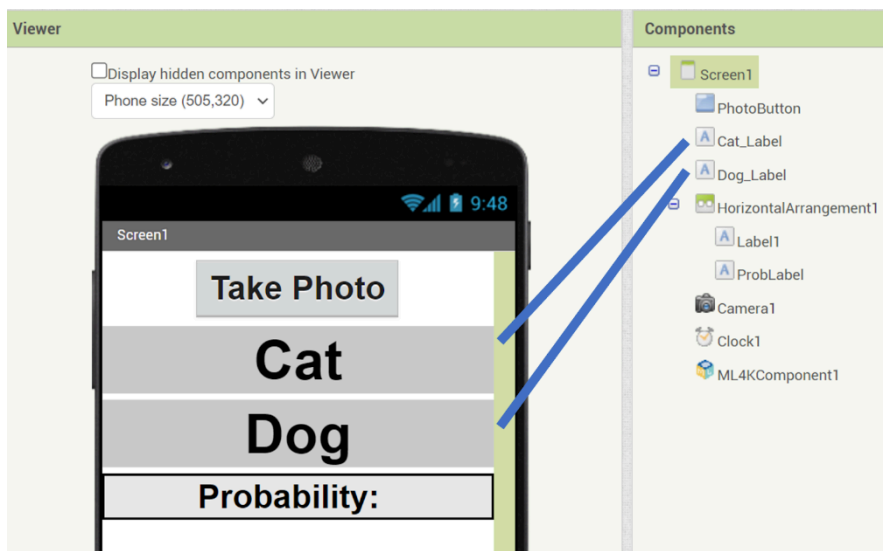 Viewer
Display hidden components in Viewer
Phone size (505,320)
9:48
Screen1
Take Photo
Cat
Dog
Probability:
Components
Screen1
PhotoButton
A Cat_Label
A Dog_Label
HorizontalArrangement1
A Label1
A ProbLabel
Camera1
Clock1
ML4KComponent1